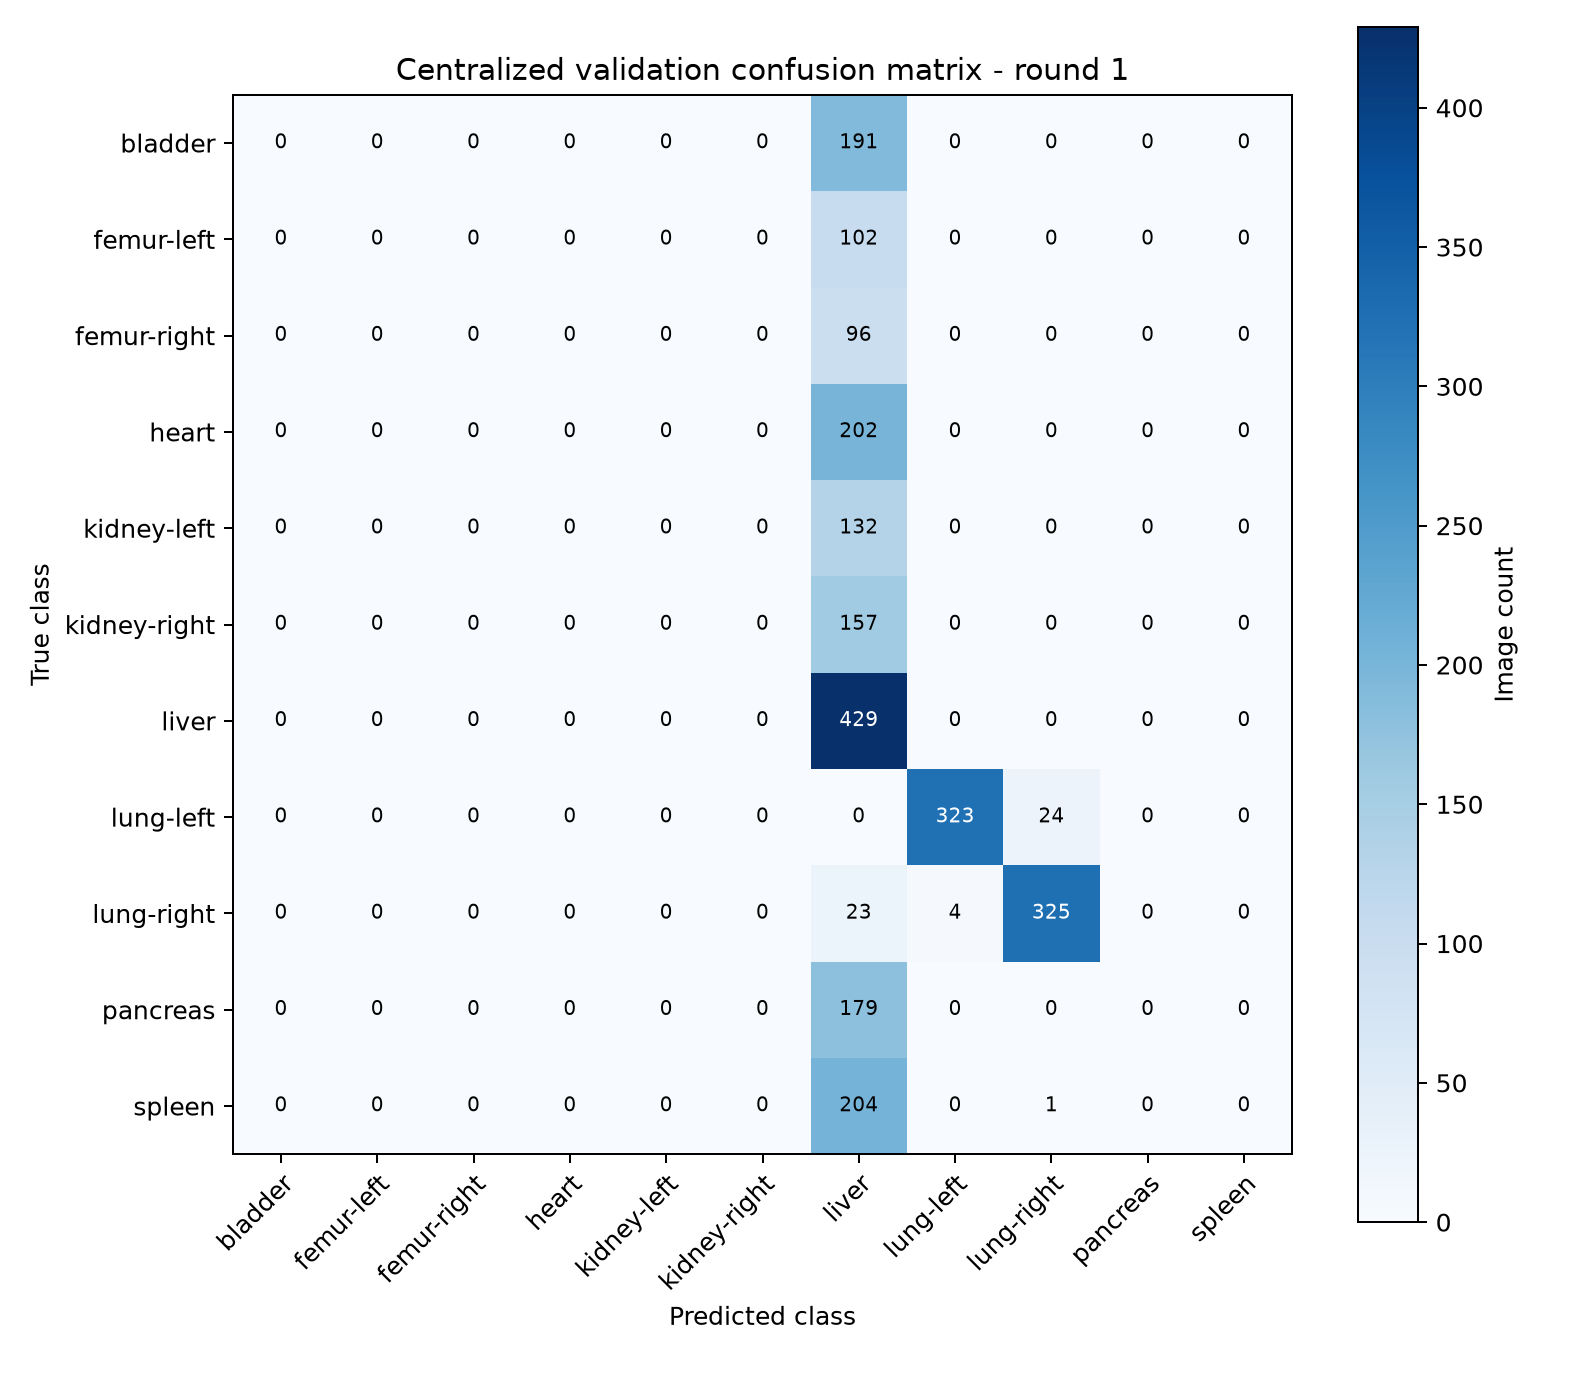 Centralized validation confusion matrix - round 1
bladder 0 0 0 0 0 0 191 0 0 0 0
femur-left 0 0 0 0 0 0 102 0 0 0 0
femur-right 0 0 0 0 0 0 96 0 0 0 0
heart 0 0 0 0 0 0 202 0 0 0 0
kidney-left 0 0 0 0 0 0 132 0 0 0 0
kidney-right 0 0 0 0 0 0 157 0 0 0 0
liver 0 0 0 0 0 0 429 0 0 0 0
lung-left 0 0 0 0 0 0 0 323 24 0 0
lung-right 0 0 0 0 0 0 23 4 325 0 0
pancreas 0 0 0 0 0 0 179 0 0 0 0
spleen 0 0 0 0 0 0 204 0 1 0 0
bladder femur-left femur-right heart kidney-left kidney-right liver lung-left lung-right pancreas spleen
Predicted class
True class
400
350
300
250
200
150
100
50
0
Image count